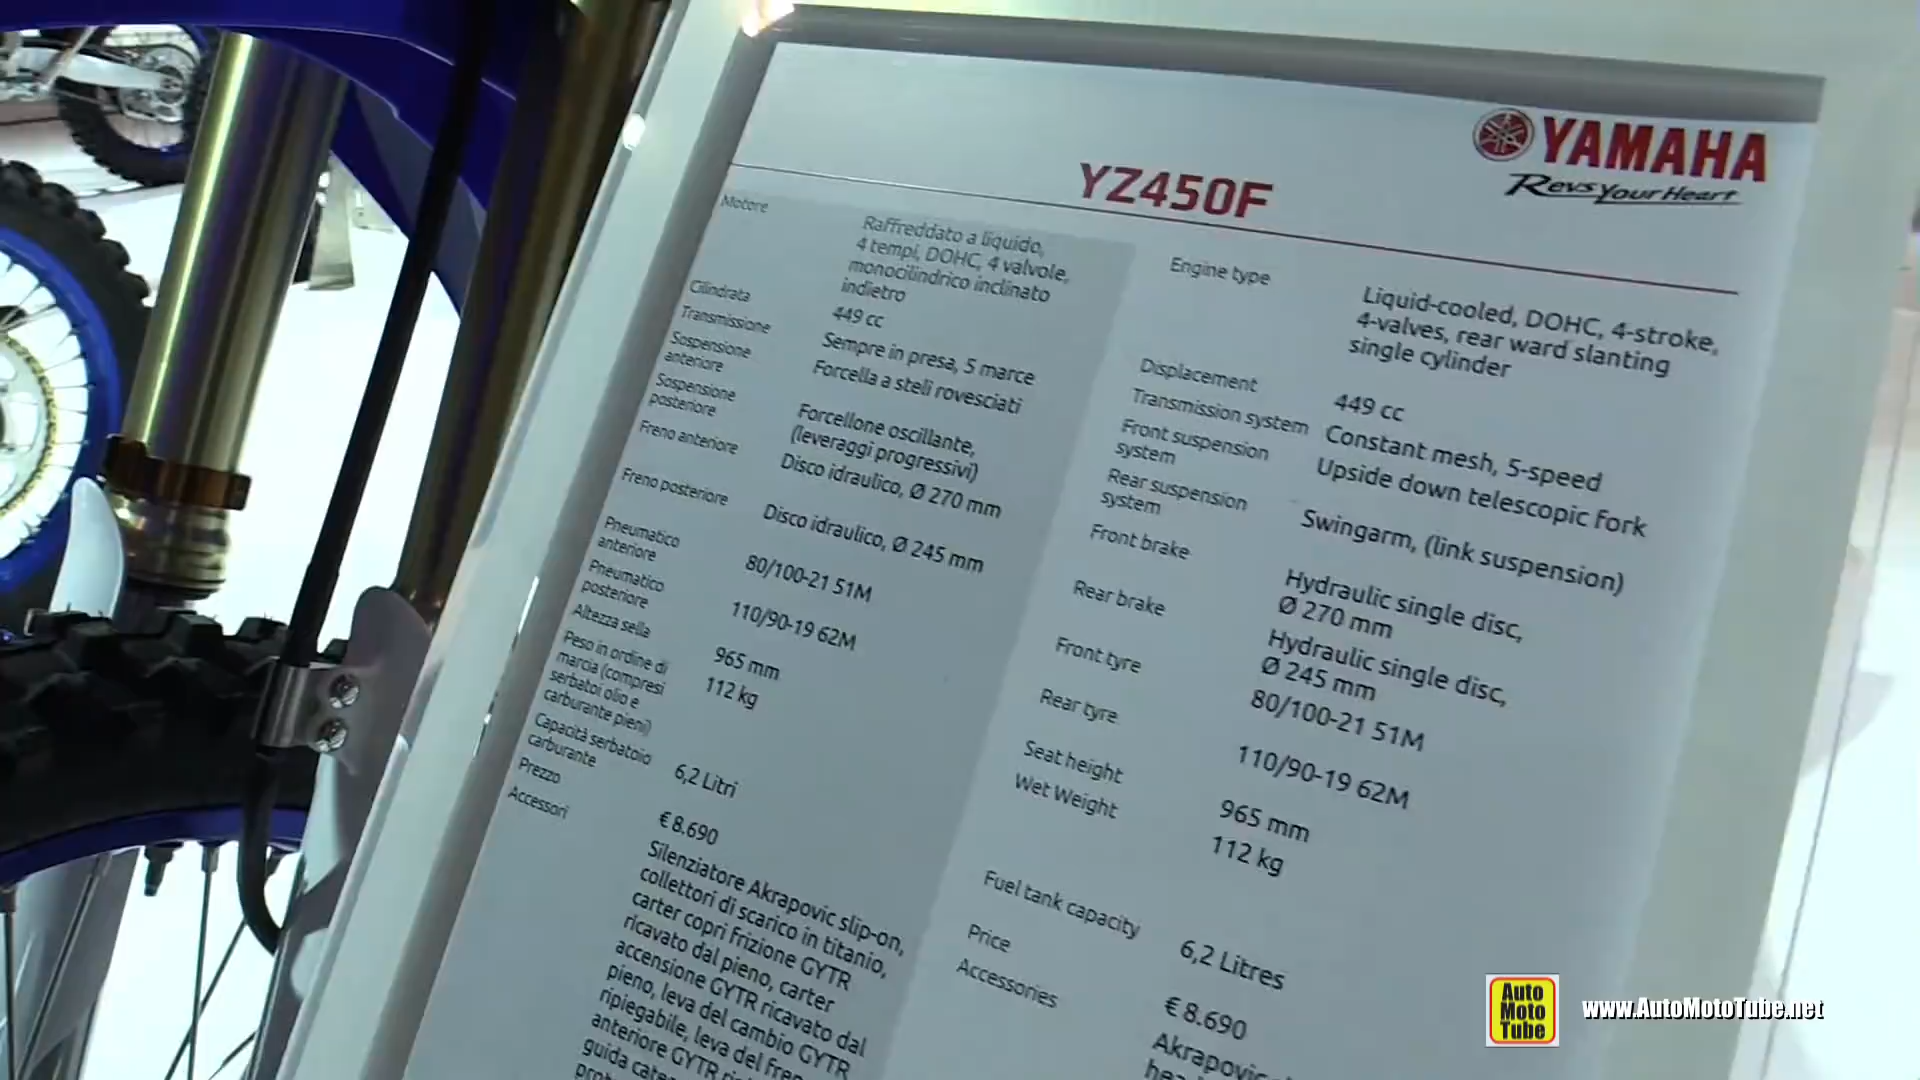 YAMAHA
Revs Your Heart
YZ450F
Motore
Raffreddato a liquido,
4 tempi, DOHC, 4 valvole,
monocilindrico inclinato
indietro
Cilindrata
449 cc
Transmissione
Sempre in presa, 5 marce
Sospensione
anteriore
Forcella a steli rovesciati
Sospensione
posteriore
Forcellone oscillante,
(leveraggi progressivi)
Freno anteriore
Disco idraulico, Ø 270 mm
Freno posteriore
Disco idraulico, Ø 245 mm
Pneumatico
anteriore
80/100-21 51M
Pneumatico
posteriore
110/90-19 62M
Altezza sella
965 mm
Peso in ordine di
marcia (compresi
serbatoi olio e
carburante pieni)
112 kg
Capacità serbatoio
carburante
6,2 Litri
Prezzo
€ 8.690
Accessori
Silenziatore Akrapovic slip-on,
collettori di scarico in titanio,
carter copri frizione GYTR
ricavato dal pieno, carter
accensione GYTR ricavato dal
pieno, leva del cambio GYTR
ripiegabile, leva del fren
anteriore GYTR
guida cate
Engine type
Liquid-cooled, DOHC, 4-stroke,
4-valves, rear ward slanting
single cylinder
Displacement
449 cc
Transmission system
Constant mesh, 5-speed
Front suspension
system
Upside down telescopic fork
Rear suspension
system
Swingarm, (link suspension)
Front brake
Hydraulic single disc,
Ø 270 mm
Rear brake
Hydraulic single disc,
Ø 245 mm
Front tyre
80/100-21 51M
Rear tyre
110/90-19 62M
Seat height
965 mm
Wet Weight
112 kg
Fuel tank capacity
6,2 Litres
Price
€ 8.690
Accessories
Akrapovic
Auto
Moto
Tube
www.AutoMotoTube.net